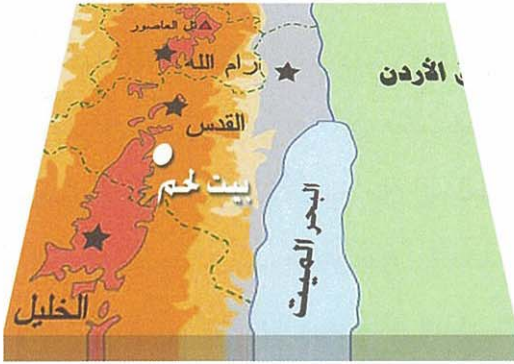 تل العاصور
رام الله
الأردن
القدس
بيت لحم
البحر الميت
الخليل